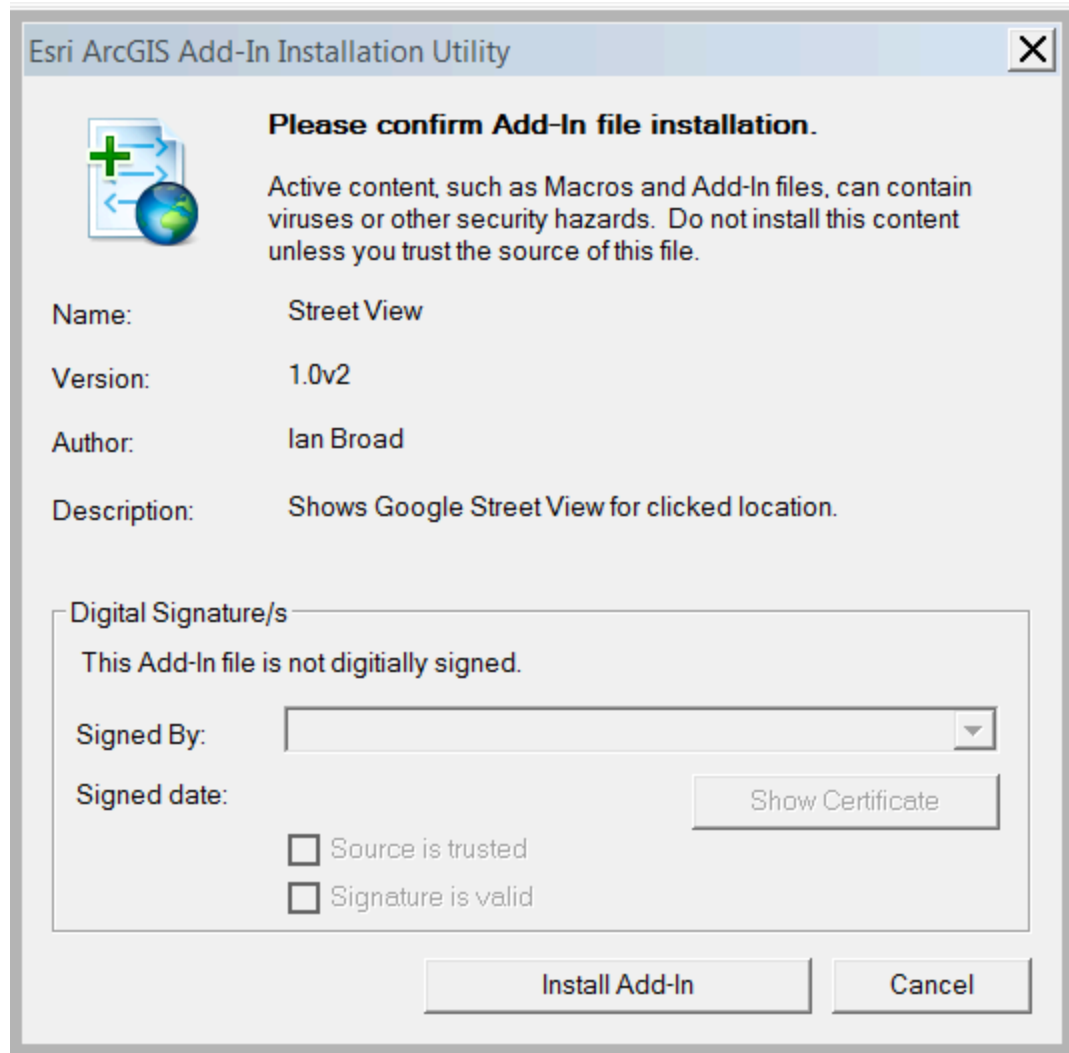 Esri ArcGIS Add-In Installation Utility
Please confirm Add-In file installation.
Active content, such as Macros and Add-In files, can contain
viruses or other security hazards. Do not install this content
unless you trust the source of this file.
Name: Street View
Version: 1.0v2
Author: Ian Broad
Description: Shows Google Street View for clicked location.
Digital Signature/s
This Add-In file is not digitially signed.
Signed By:
Signed date:
Show Certificate
Source is trusted
Signature is valid
Install Add-In Cancel